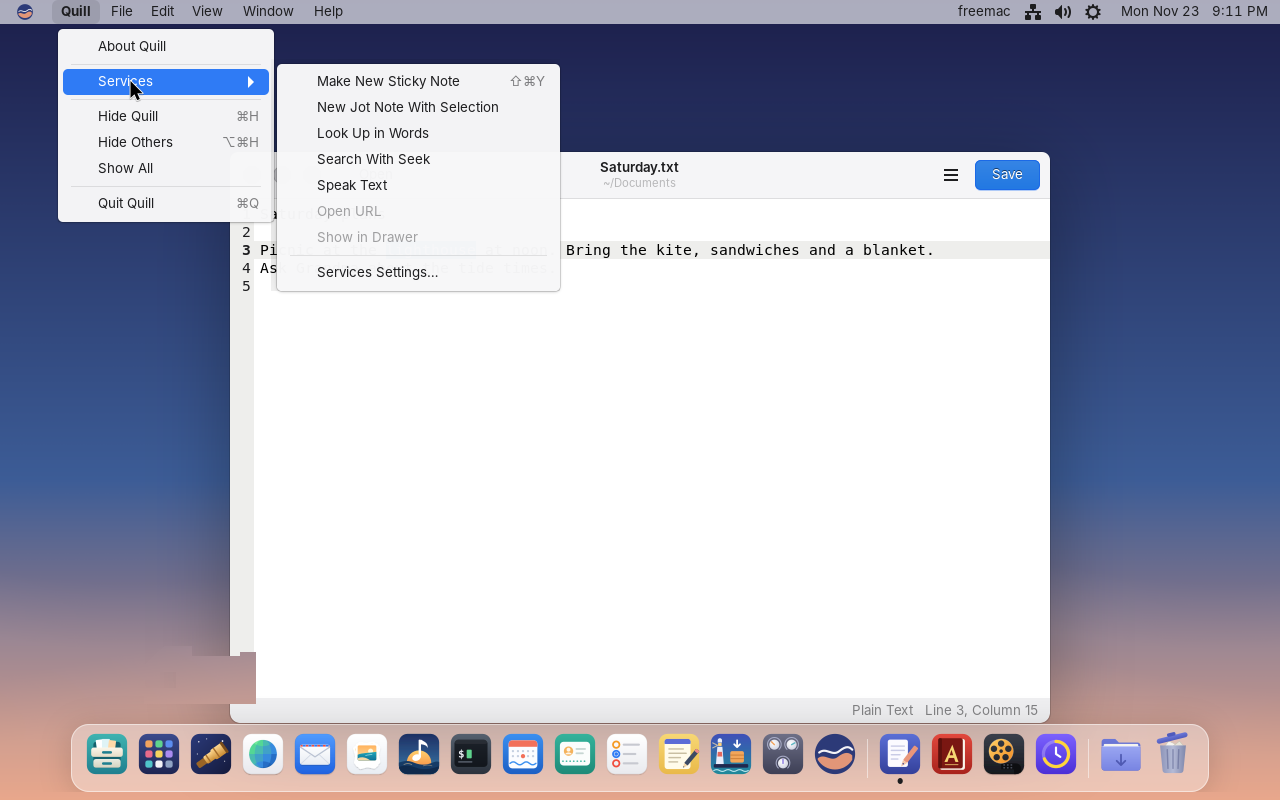 Quill File Edit View Window Help freemac Mon Nov 23 9:11 PM
About Quill
Services
Hide Quill ⌘H
Hide Others ⌥⌘H
Show All
Quit Quill ⌘Q
Make New Sticky Note ⇧⌘Y
New Jot Note With Selection
Look Up in Words
Search With Seek
Speak Text
Open URL
Show in Drawer
Services Settings...
Saturday.txt
~/Documents
Save
2
3 at noon. Bring the kite, sandwiches and a blanket.
4 As
5
Plain Text Line 3, Column 15